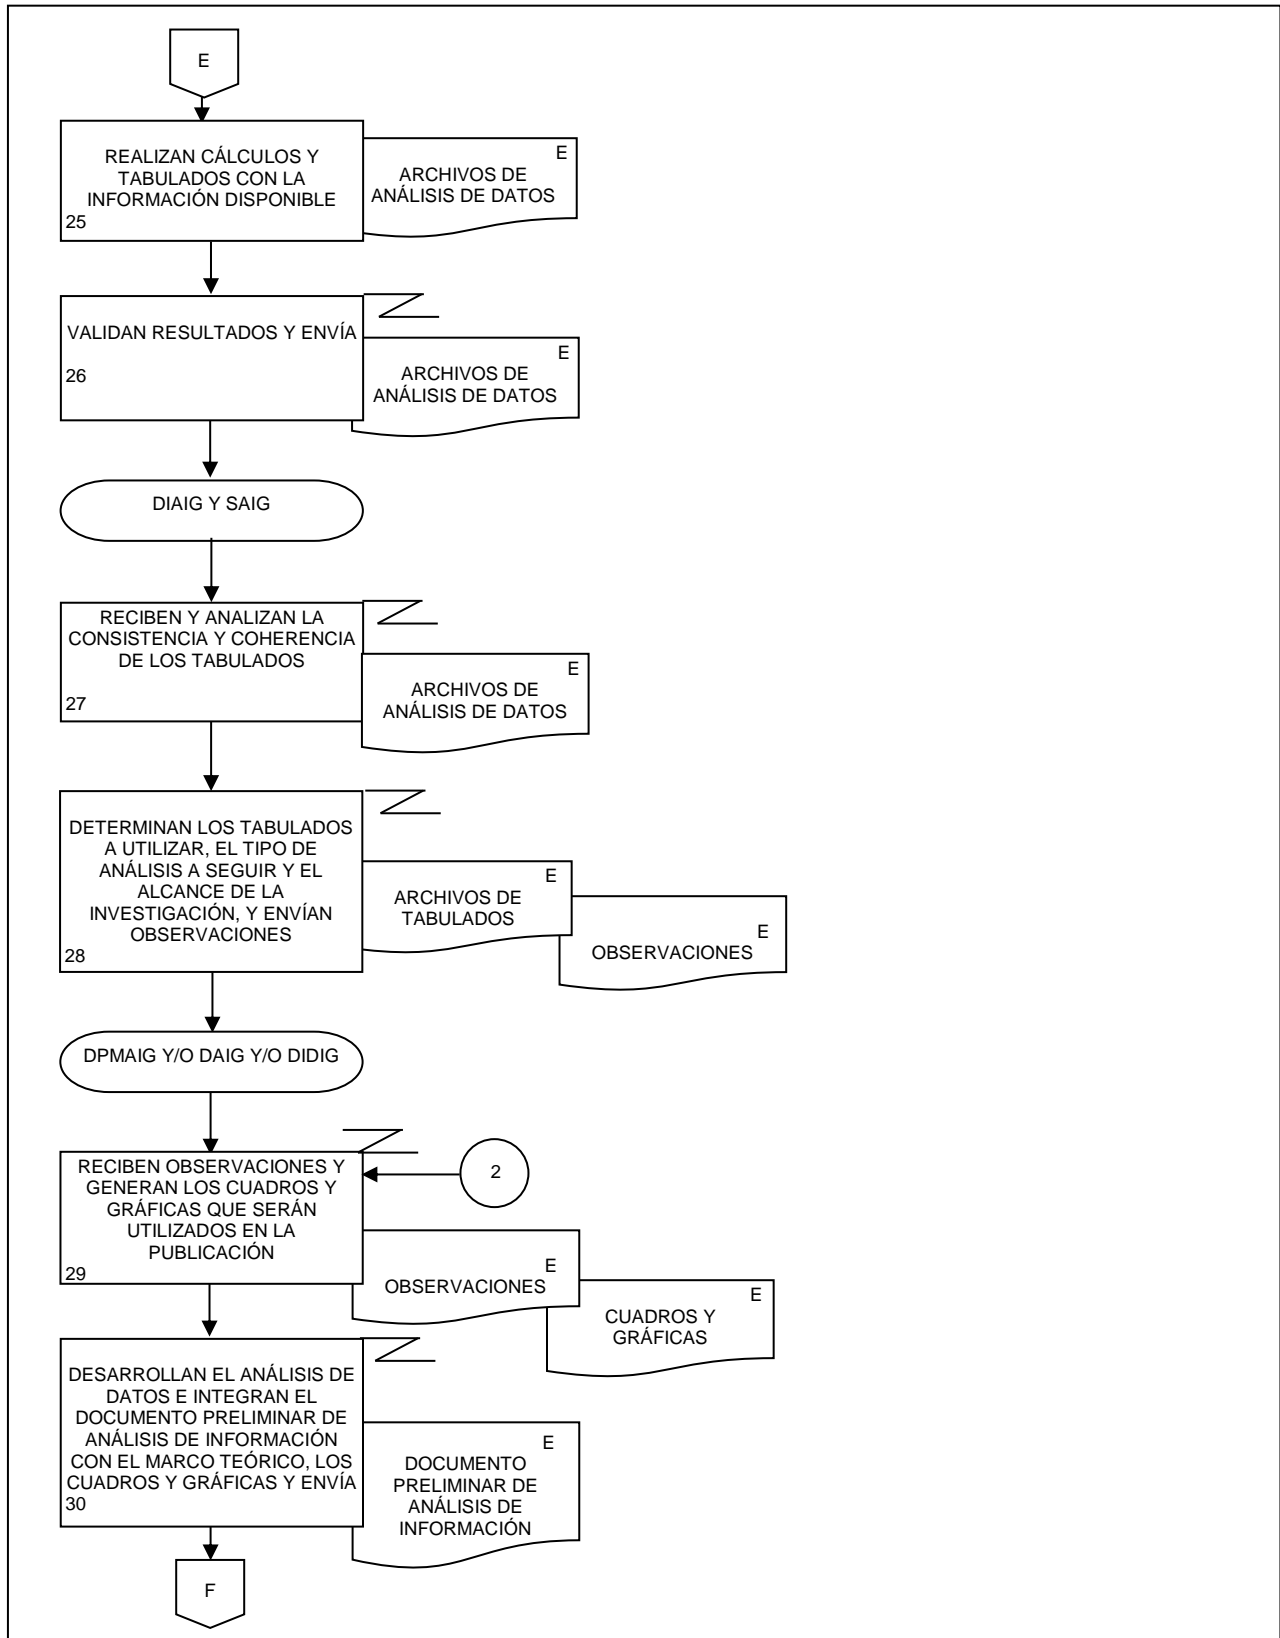 E
REALIZAN CÁLCULOS Y
TABULADOS CON LA
INFORMACIÓN DISPONIBLE
25
E
ARCHIVOS DE
ANÁLISIS DE DATOS
VALIDAN RESULTADOS Y ENVÍA
26
E
ARCHIVOS DE
ANÁLISIS DE DATOS
DIAIG Y SAIG
RECIBEN Y ANALIZAN LA
CONSISTENCIA Y COHERENCIA
DE LOS TABULADOS
27
E
ARCHIVOS DE
ANÁLISIS DE DATOS
DETERMINAN LOS TABULADOS
A UTILIZAR, EL TIPO DE
ANÁLISIS A SEGUIR Y EL
ALCANCE DE LA
INVESTIGACIÓN, Y ENVÍAN
OBSERVACIONES
28
E
ARCHIVOS DE
TABULADOS
E
OBSERVACIONES
DPMAIG Y/O DAIG Y/O DIDIG
RECIBEN OBSERVACIONES Y
GENERAN LOS CUADROS Y
GRÁFICAS QUE SERÁN
UTILIZADOS EN LA
PUBLICACIÓN
29
2
E
OBSERVACIONES
E
CUADROS Y
GRÁFICAS
DESARROLLAN EL ANÁLISIS DE
DATOS E INTEGRAN EL
DOCUMENTO PRELIMINAR DE
ANÁLISIS DE INFORMACIÓN
CON EL MARCO TEÓRICO, LOS
CUADROS Y GRÁFICAS Y ENVÍA
30
E
DOCUMENTO
PRELIMINAR DE
ANÁLISIS DE
INFORMACIÓN
F